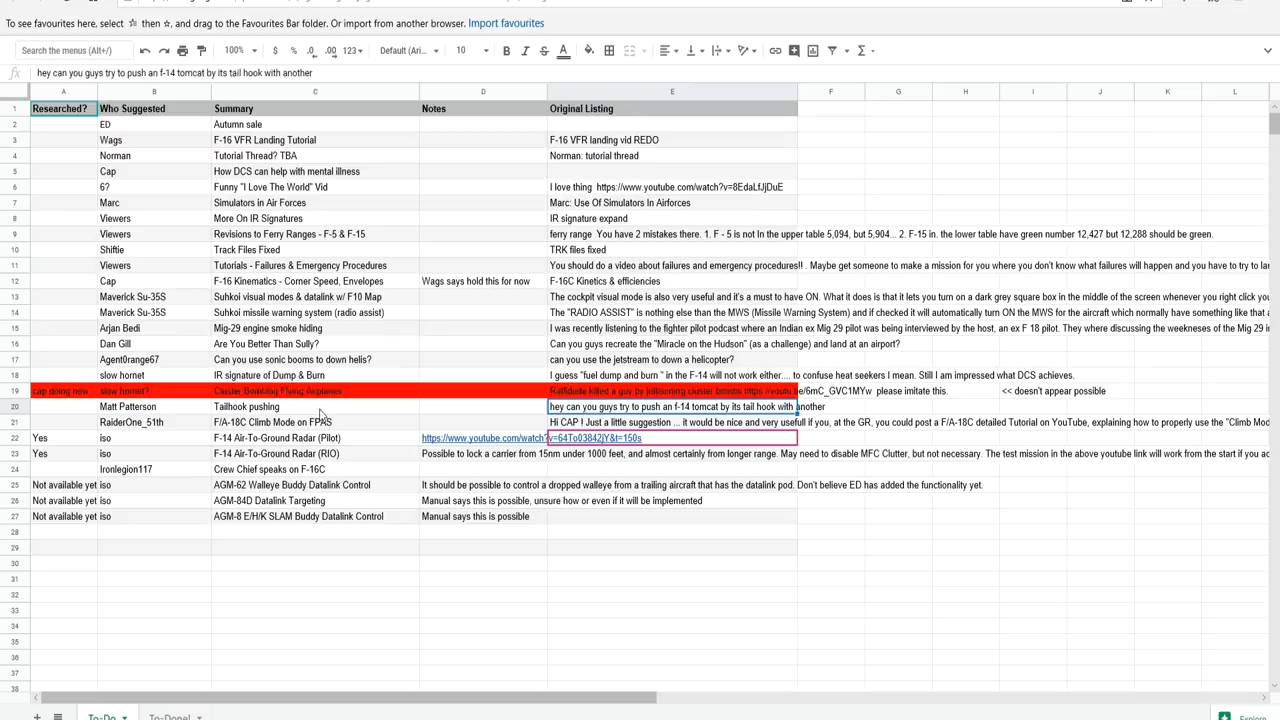 To see favourites here, select then , and drag to the Favourites Bar folder. Or import from another browser. Import favourites
Search the menus (Alt+/) 100% $ % .0 .00 123 Default (Ari... 10 B I S A Σ
fx hey can you guys try to push an f-14 tomcat by its tail hook with another
A B C D E F G H I J K L
1 Researched? Who Suggested Summary Notes Original Listing
2 ED Autumn sale
3 Wags F-16 VFR Landing Tutorial F-16 VFR landing vid REDO
4 Norman Tutorial Thread? TBA Norman: tutorial thread
5 Cap How DCS can help with mental illness
6 6? Funny "I Love The World" Vid I love thing https://www.youtube.com/watch?v=8EdaLfJjDuE
7 Marc Simulators in Air Forces Marc: Use Of Simulators In Airforces
8 Viewers More On IR Signatures IR signature expand
9 Viewers Revisions to Ferry Ranges - F-5 & F-15 ferry range You have 2 mistakes there. 1. F - 5 is not In the upper table 5,094, but 5,904... 2. F-15 in. the lower table have green number 12,427 but 12,288 should be green.
10 Shiftie Track Files Fixed TRK files fixed
11 Viewers Tutorials - Failures & Emergency Procedures You should do a video about failures and emergency procedures!! . Maybe get someone to make a mission for you where you don't know what failures will happen and you have to try to lan
12 Cap F-16 Kinematics - Corner Speed, Envelopes Wags says hold this for now F-16C Kinetics & efficiencies
13 Maverick Su-35S Suhkoi visual modes & datalink w/ F10 Map The cockpit visual mode is also very useful and it's a must to have ON. What it does is that it lets you turn on a dark grey square box in the middle of the screen whenever you right click you
14 Maverick Su-35S Suhkoi missile warning system (radio assist) The "RADIO ASSIST" is nothing else than the MWS (Missile Warning System) and if checked it will automatically turn ON the MWS for the aircraft which normally have something like that a
15 Arjan Bedi Mig-29 engine smoke hiding I was recently listening to the fighter pilot podcast where an Indian ex Mig 29 pilot was being interviewed by the host, an ex F 18 pilot. They where discussing the weekneses of the Mig 29 in
16 Dan Gill Are You Better Than Sully? Can you guys recreate the "Miracle on the Hudson" (as a challenge) and land at an airport?
17 Agent0range67 Can you use sonic booms to down helis? can you use the jetstream to down a helicopter?
18 slow hornet IR signature of Dump & Burn I guess "fuel dump and burn " in the F-14 will not work either.... to confuse heat seekers I mean. Still I am impressed what DCS achieves.
19 cap doing now slow hornet? Cluster Bombing Flying Airplanes Ralfidude killed a guy by jettisoning cluster bombs https://youtu.be/6mC_GVC1MYw please imitate this. << doesn't appear possible
20 Matt Patterson Tailhook pushing hey can you guys try to push an f-14 tomcat by its tail hook with another
21 RaiderOne_51th F/A-18C Climb Mode on FPAS Hi CAP ! Just a little suggestion ... it would be nice and very usefull if you, at the GR, you could post a F/A-18C detailed Tutorial on YouTube, explaining how to properly use the "Climb Mod
22 Yes iso F-14 Air-To-Ground Radar (Pilot) https://www.youtube.com/watch?v=64To03842jY&t=150s
23 Yes iso F-14 Air-To-Ground Radar (RIO) Possible to lock a carrier from 15nm under 1000 feet, and almost certainly from longer range. May need to disable MFC Clutter, but not necessary. The test mission in the above youtube link will work from the start if you ac
24 Ironlegion117 Crew Chief speaks on F-16C
25 Not available yet iso AGM-62 Walleye Buddy Datalink Control It should be possible to control a dropped walleye from a trailing aircraft that has the datalink pod. Don't believe ED has added the functionality yet.
26 Not available yet iso AGM-84D Datalink Targeting Manual says this is possible, unsure how or even if it will be implemented
27 Not available yet iso AGM-8 E/H/K SLAM Buddy Datalink Control Manual says this is possible
28
29
30
31
32
33
34
35
36
37
38
To-Do To-Done! Explore